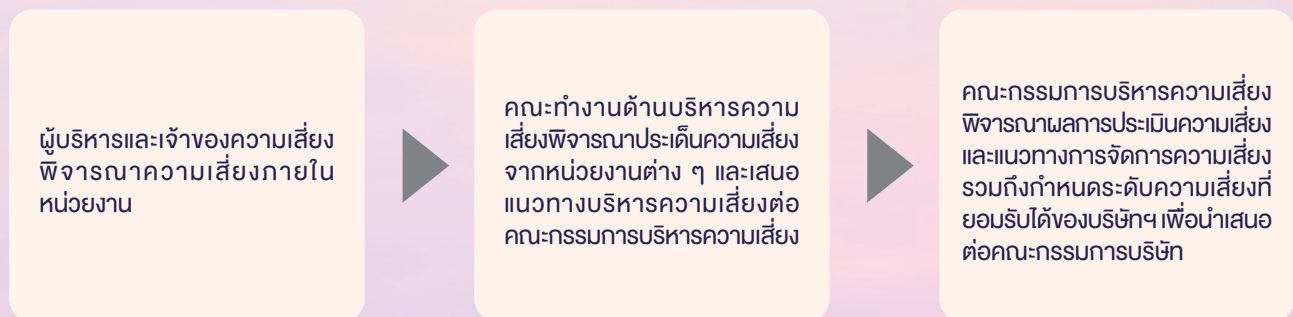 ผู้บริหารและเจ้าของความเสี่ยง
พิจารณาความเสี่ยงภายใน
หน่วยงาน
คณะทำงานด้านบริหารความ
เสี่ยงพิจารณาประเด็นความเสี่ยง
จากหน่วยงานต่าง ๆ และเสนอ
แนวทางบริหารความเสี่ยงต่อ
คณะกรรมการบริหารความเสี่ยง
คณะกรรมการบริหารความเสี่ยง
พิจารณาผลการประเมินความเสี่ยง
และแนวทางการจัดการความเสี่ยง
รวมถึงกำหนดระดับความเสี่ยงที่
ยอมรับได้ของบริษัทฯ เพื่อนำเสนอ
ต่อคณะกรรมการบริษัท